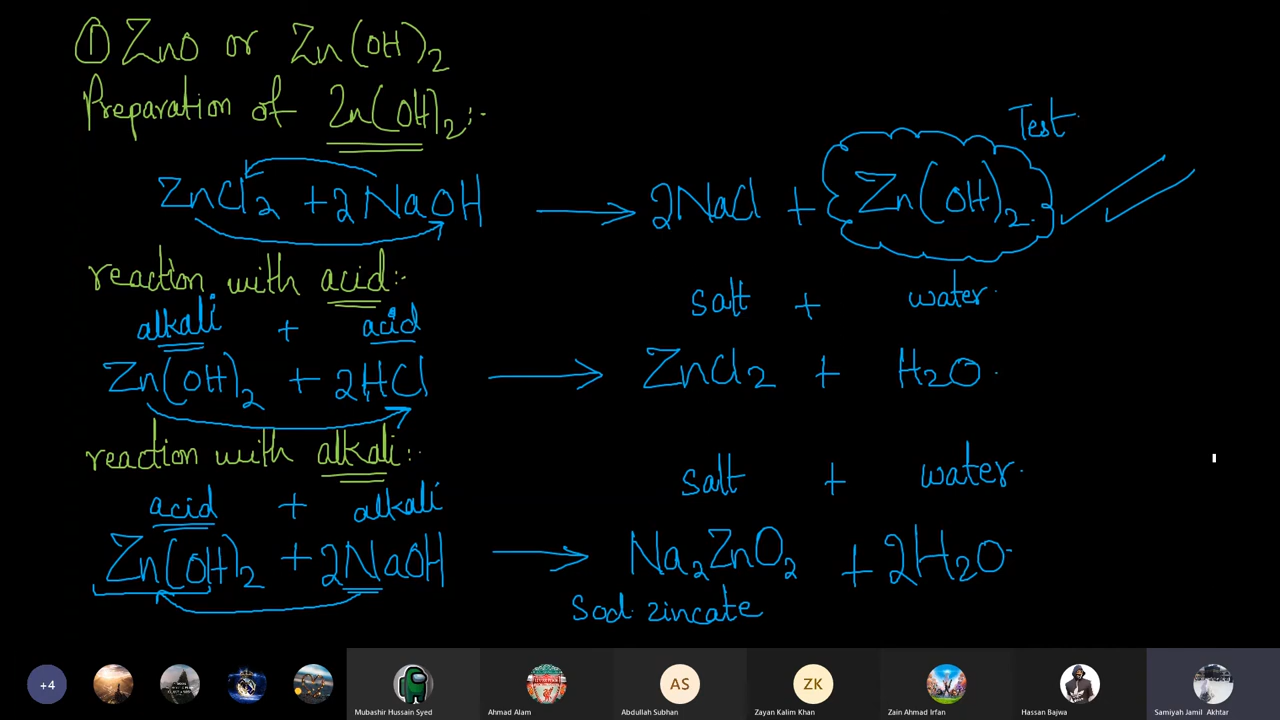 ① ZnO or Zn(OH)₂
Preparation of Zn(OH)₂:-
Test
ZnCl₂ + 2NaOH → 2NaCl + Zn(OH)₂
reaction with acid:-
alkali + acid salt + water
Zn(OH)₂ + 2HCl → ZnCl₂ + H₂O
reaction with alkali:-
acid + alkali salt + water
Zn(OH)₂ + 2NaOH → Na₂ZnO₂ + 2H₂O
Sod. zincate
+4 AS ZK
Mubashir Hussain Syed Ahmad Alam Abdullah Subhan Zayan Kalim Khan Zain Ahmad Irfan Hassan Bajwa Samiyah Jamil Akhtar